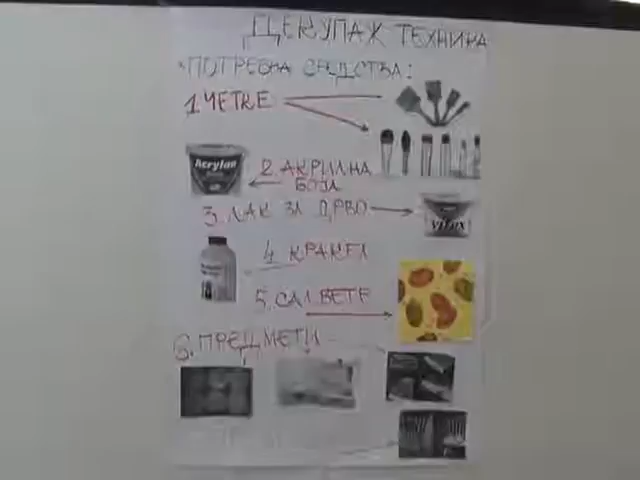 ДЕКУПАЖ ТЕХНИКА
*ПОТРЕБНА СРЕДСТВА:
1. ЧЕТКЕ
Acrylan
2. АКРИЛНА
БОЈА
3. ЛАК ЗА ДРВО
vitex
4. КРАКЕЛ
5. САЛВЕТЕ
6. ПРЕДМЕТИ